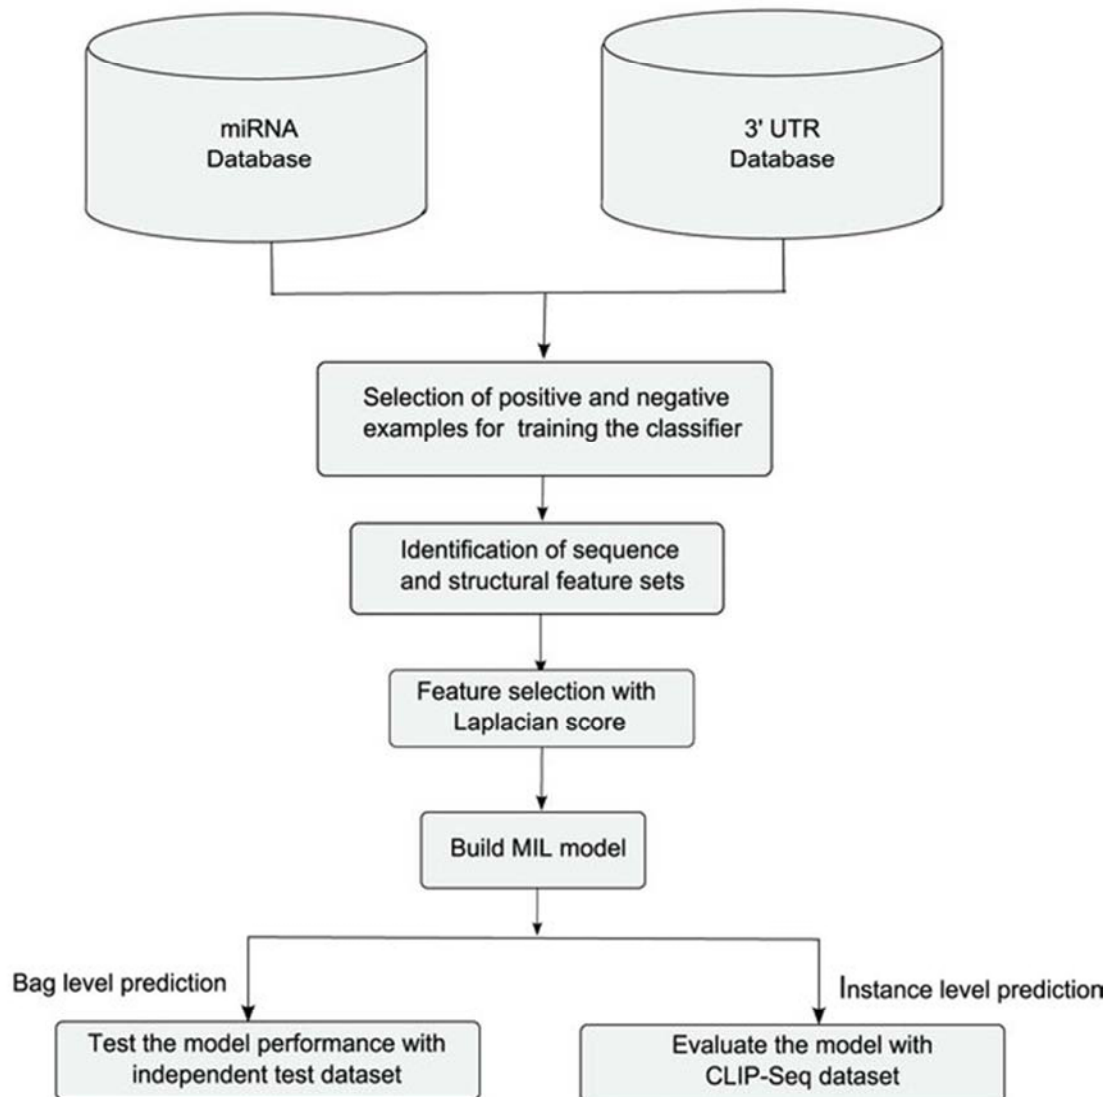 miRNA
Database
3' UTR
Database
Selection of positive and negative
examples for training the classifier
Identification of sequence
and structural feature sets
Feature selection with
Laplacian score
Build MIL model
Bag level prediction
Instance level prediction
Test the model performance with
independent test dataset
Evaluate the model with
CLIP-Seq dataset